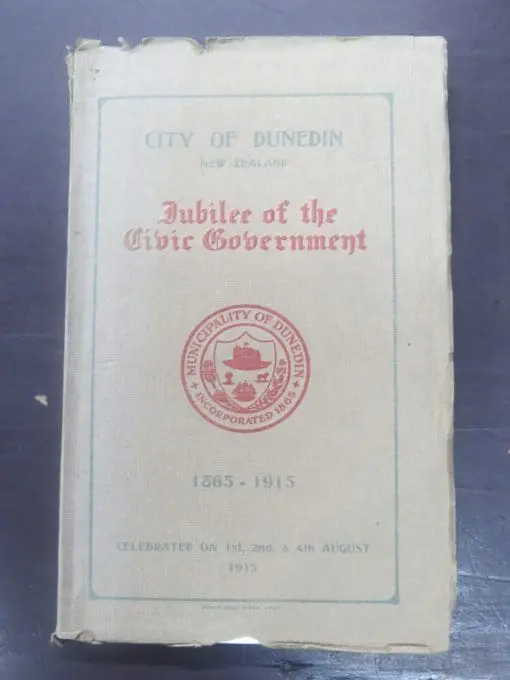 CITY OF DUNEDIN
NEW ZEALAND
Jubilee of the
Civic Government
MUNICIPALITY OF DUNEDIN
INCORPORATED 1865
1865 - 1915
CELEBRATED ON 1st, 2nd, & 4th AUGUST
1915